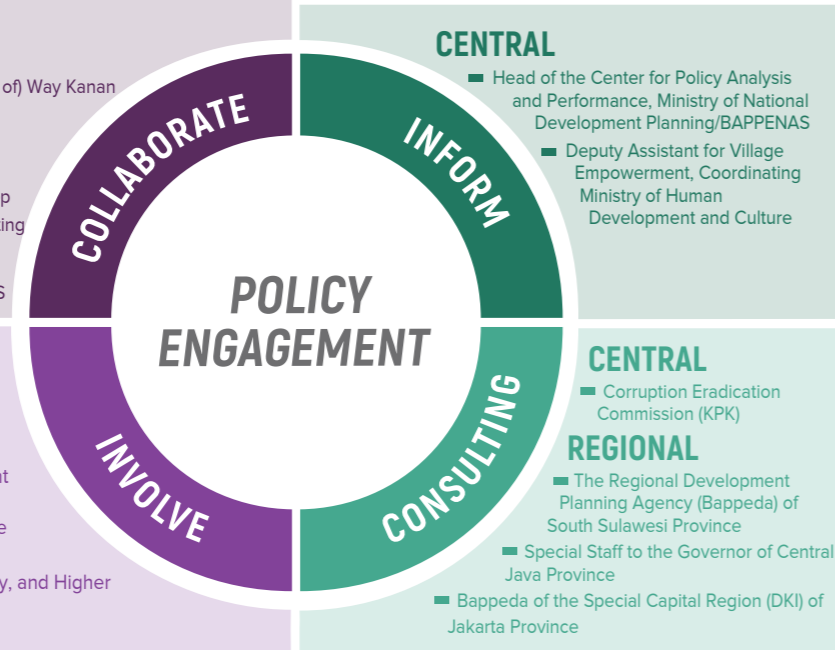 of) Way Kanan
p
ting
S
COLLABORATE
INFORM
CENTRAL
Head of the Center for Policy Analysis
and Performance, Ministry of National
Development Planning/BAPPENAS
Deputy Assistant for Village
Empowerment, Coordinating
Ministry of Human
Development and Culture
POLICY
ENGAGEMENT
INVOLVE
nt
e
y, and Higher
CONSULTING
CENTRAL
Corruption Eradication
Commission (KPK)
REGIONAL
The Regional Development
Planning Agency (Bappeda) of
South Sulawesi Province
Special Staff to the Governor of Central
Java Province
Bappeda of the Special Capital Region (DKI) of
Jakarta Province